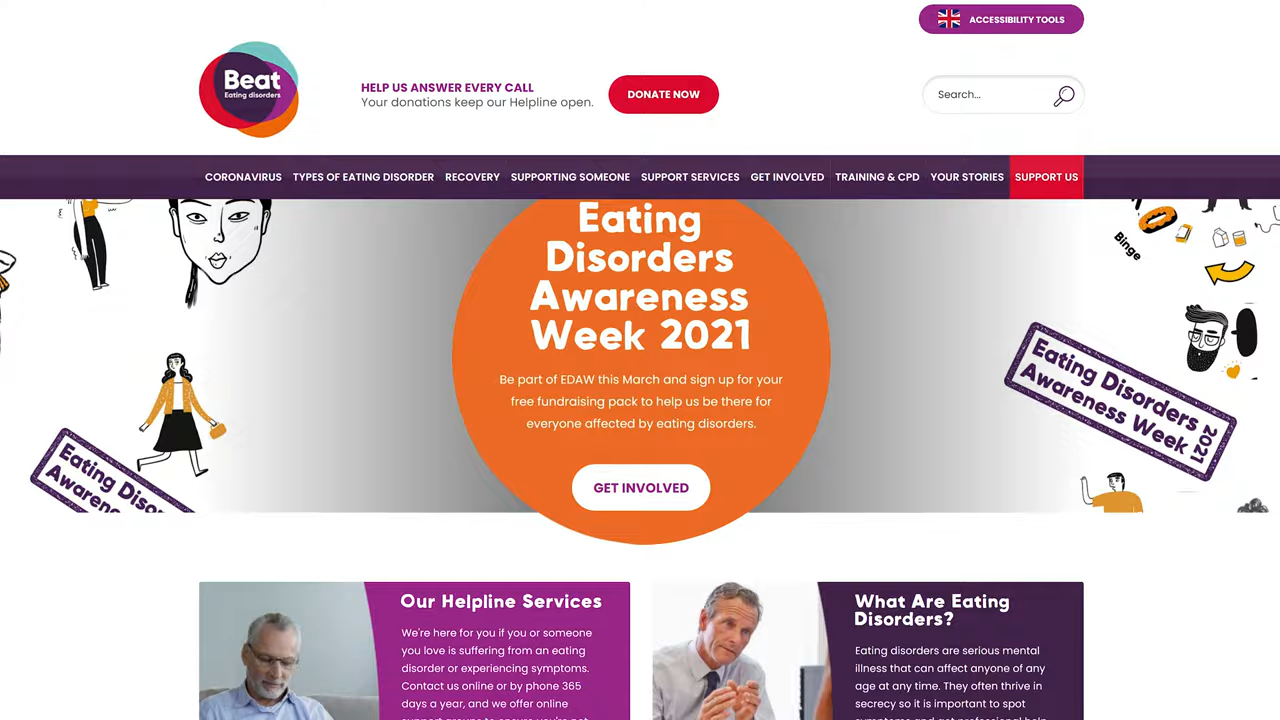 ACCESSIBILITY TOOLS
Beat
Eating disorders
HELP US ANSWER EVERY CALL
Your donations keep our Helpline open.
DONATE NOW
Search...
CORONAVIRUS
TYPES OF EATING DISORDER
RECOVERY
SUPPORTING SOMEONE
SUPPORT SERVICES
GET INVOLVED
TRAINING & CPD
YOUR STORIES
SUPPORT US
Eating
Disorders
Awareness
Week 2021
Be part of EDAW this March and sign up for your
free fundraising pack to help us be there for
everyone affected by eating disorders.
GET INVOLVED
Binge
Eating Disorders
Awareness Week
2021
Eating Disor
Awaren
Our Helpline Services
We're here for you if you or someone
you love is suffering from an eating
disorder or experiencing symptoms.
Contact us online or by phone 365
days a year, and we offer online
What Are Eating
Disorders?
Eating disorders are serious mental
illness that can affect anyone of any
age at any time. They often thrive in
secrecy so it is important to spot